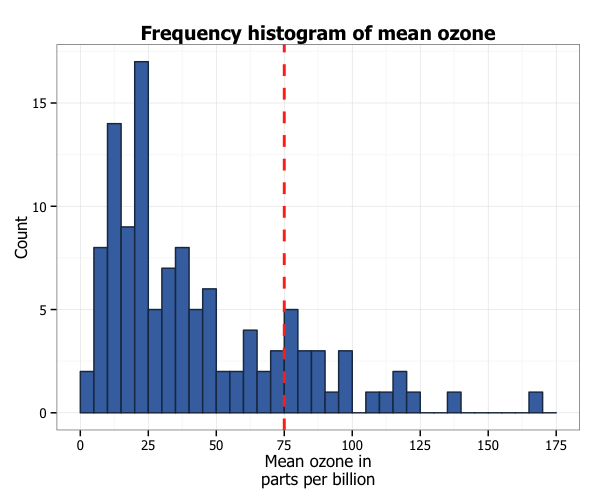 Frequency histogram of mean ozone
Count
15
10
5
0
0 25 50 75 100 125 150 175
Mean ozone in
parts per billion